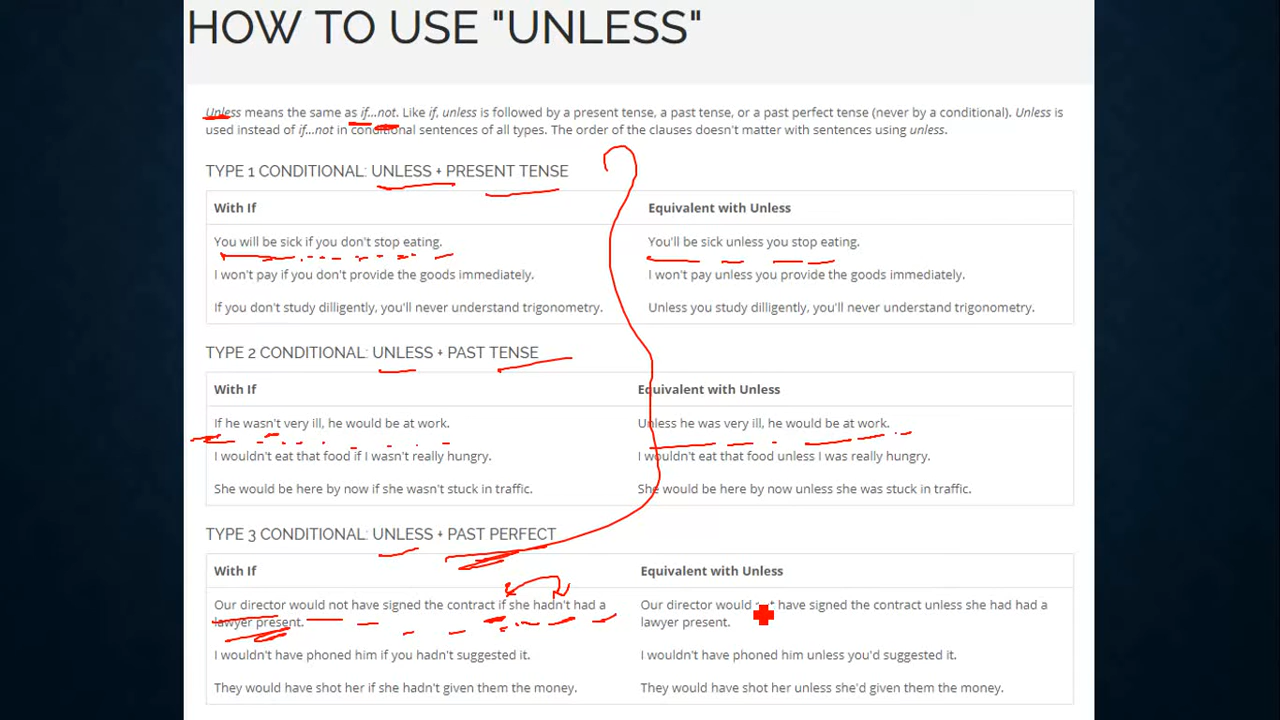 HOW TO USE "UNLESS"
Unless means the same as if...not. Like if, unless is followed by a present tense, a past tense, or a past perfect tense (never by a conditional). Unless is
used instead of if...not in conditional sentences of all types. The order of the clauses doesn't matter with sentences using unless.
TYPE 1 CONDITIONAL: UNLESS + PRESENT TENSE
With If Equivalent with Unless
You will be sick if you don't stop eating. You'll be sick unless you stop eating.
I won't pay if you don't provide the goods immediately. I won't pay unless you provide the goods immediately.
If you don't study dilligently, you'll never understand trigonometry. Unless you study dilligently, you'll never understand trigonometry.
TYPE 2 CONDITIONAL: UNLESS + PAST TENSE
With If Equivalent with Unless
If he wasn't very ill, he would be at work. Unless he was very ill, he would be at work.
I wouldn't eat that food if I wasn't really hungry. I wouldn't eat that food unless I was really hungry.
She would be here by now if she wasn't stuck in traffic. She would be here by now unless she was stuck in traffic.
TYPE 3 CONDITIONAL: UNLESS + PAST PERFECT
With If Equivalent with Unless
Our director would not have signed the contract if she hadn't had a Our director would have signed the contract unless she had had a
lawyer present. lawyer present.
I wouldn't have phoned him if you hadn't suggested it. I wouldn't have phoned him unless you'd suggested it.
They would have shot her if she hadn't given them the money. They would have shot her unless she'd given them the money.